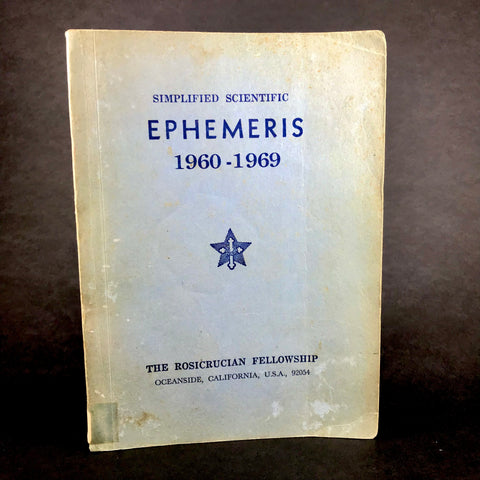 SIMPLIFIED SCIENTIFIC
EPHEMERIS
1960-1969
THE ROSICRUCIAN FELLOWSHIP
OCEANSIDE, CALIFORNIA, U.S.A., 92054